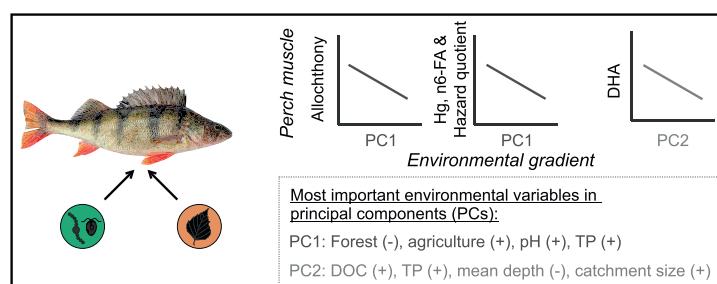 Perch muscle
Allochthony
PC1
Hg, n6-FA &
Hazard quotient
PC1
DHA
PC2
Environmental gradient
Most important environmental variables in
principal components (PCs):
PC1: Forest (-), agriculture (+), pH (+), TP (+)
PC2: DOC (+), TP (+), mean depth (-), catchment size (+)